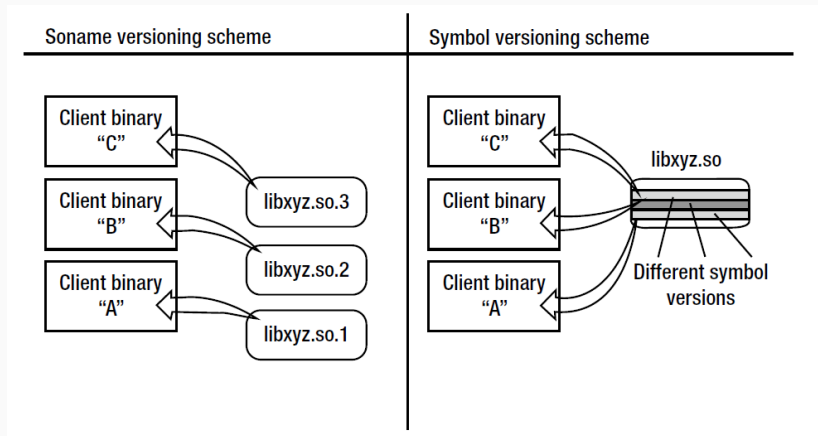 Soname versioning scheme
Client binary
“C”
Client binary
“B”
Client binary
“A”
libxyz.so.3
libxyz.so.2
libxyz.so.1
Symbol versioning scheme
Client binary
“C”
Client binary
“B”
Client binary
“A”
libxyz.so
Different symbol
versions